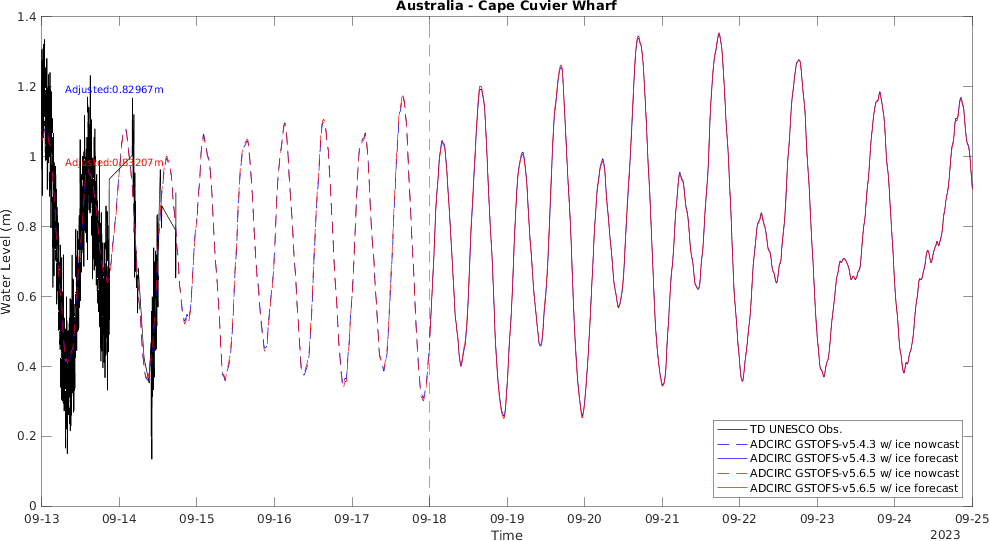 Australia - Cape Cuvier Wharf
Water Level (m)
1.4
1.2
1
0.8
0.6
0.4
0.2
0
Adjusted:0.82967m
Adjusted:0.83207m
TD UNESCO Obs.
ADCIRC GSTOFS-v5.4.3 w/ ice nowcast
ADCIRC GSTOFS-v5.4.3 w/ ice forecast
ADCIRC GSTOFS-v5.6.5 w/ ice nowcast
ADCIRC GSTOFS-v5.6.5 w/ ice forecast
09-13 09-14 09-15 09-16 09-17 09-18 09-19 09-20 09-21 09-22 09-23 09-24 09-25
Time
2023